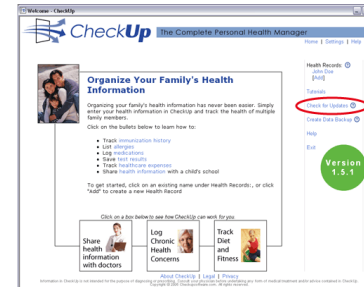 Welcome - CheckUp
CheckUp The Complete Personal Health Manager
Home | Settings | Help
Health Records:
John Doe
[Add]
Tutorials
Check for Updates
Create Data Backup
Help
Exit
Version
1.5.1
Organize Your Family's Health
Information
Organizing your family's health information has never been easier. Simply
enter your health information in CheckUp and track the health of multiple
family members.
Click on the bullets below to learn how to:
Track immunization history
List allergies
Log medications
Save test results
Track healthcare expenses
Share health information with a child's school
To get started, click on an existing name under Health Records:, or click
"Add" to create a new Health Record
Click on a box below to see how CheckUp can work for you
Share
health
information
with doctors
Log
Chronic
Health
Concerns
Track
Diet
and
Fitness
About CheckUp | Legal | Privacy